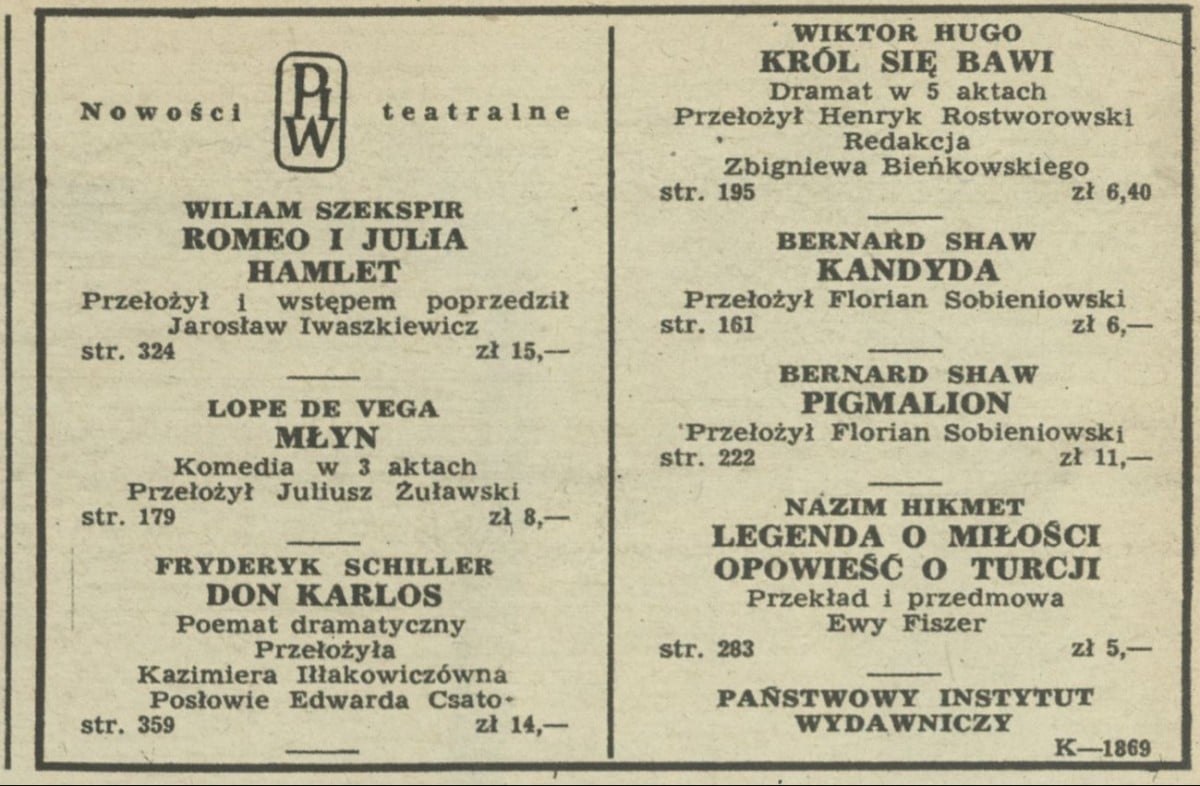 Nowości PIW teatralne
WILIAM SZEKSPIR
ROMEO I JULIA
HAMLET
Przełożył i wstępem poprzedził
Jarosław Iwaszkiewicz
str. 324 zł 15,—
LOPE DE VEGA
MŁYN
Komedia w 3 aktach
Przełożył Juliusz Żuławski
str. 179 zł 8,—
FRYDERYK SCHILLER
DON KARLOS
Poemat dramatyczny
Przełożyła
Kazimiera Iłłakowiczówna
Posłowie Edwarda Csato
str. 359 zł 14,—
WIKTOR HUGO
KRÓL SIĘ BAWI
Dramat w 5 aktach
Przełożył Henryk Rostworowski
Redakcja
Zbigniewa Bieńkowskiego
str. 195 zł 6,40
BERNARD SHAW
KANDYDA
Przełożył Florian Sobieniowski
str. 161 zł 6,—
BERNARD SHAW
PIGMALION
Przełożył Florian Sobieniowski
str. 222 zł 11,—
NAZIM HIKMET
LEGENDA O MIŁOŚCI
OPOWIEŚĆ O TURCJI
Przekład i przedmowa
Ewy Fiszer
str. 283 zł 5,—
PAŃSTWOWY INSTYTUT
WYDAWNICZY
K—1869